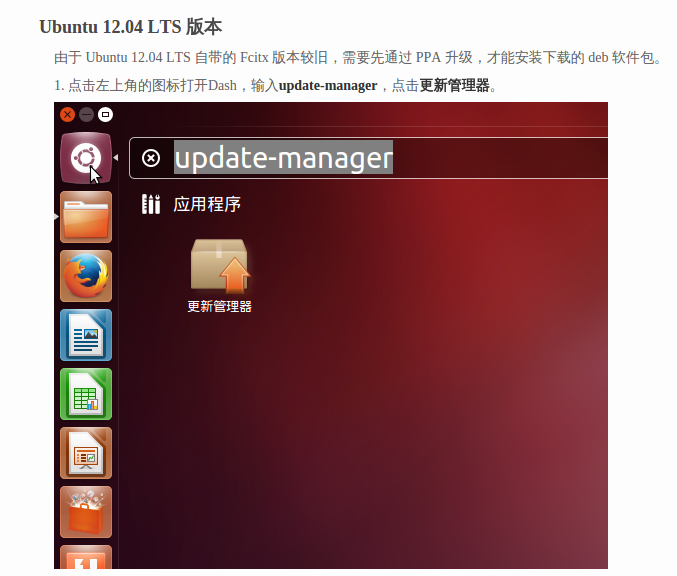 Ubuntu 12.04 LTS 版本
由于 Ubuntu 12.04 LTS 自带的 Fcitx 版本较旧，需要先通过 PPA 升级，才能安装下载的 deb 软件包。
1. 点击左上角的图标打开Dash，输入update-manager，点击更新管理器。
update-manager
应用程序
更新管理器